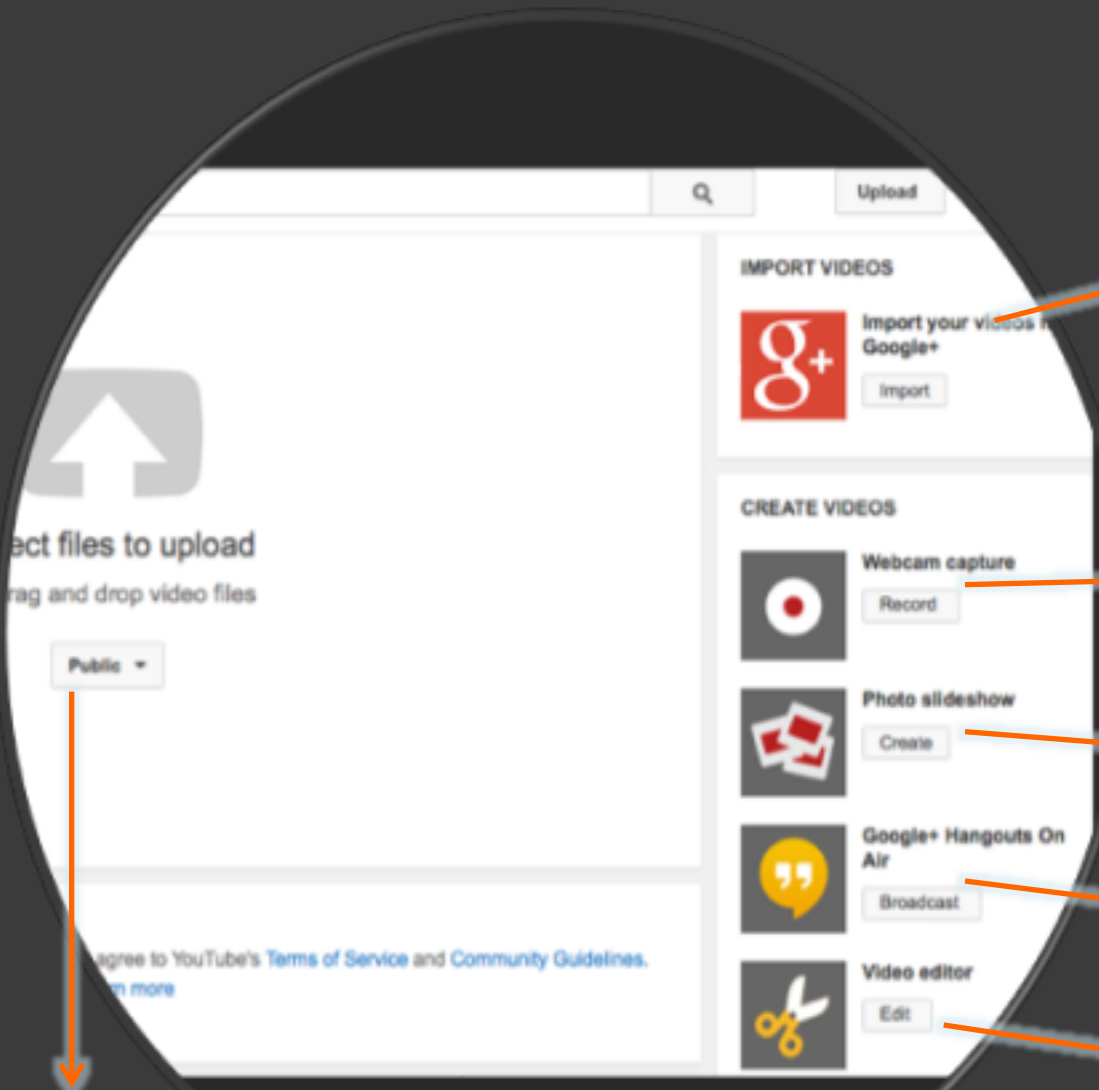 Upload
IMPORT VIDEOS
g+
Import your videos
Google+
Import
ect files to upload
rag and drop video files
Public
CREATE VIDEOS
Webcam capture
Record
Photo slideshow
Create
Google+ Hangouts On
Air
Broadcast
Video editor
Edit
agree to YouTube's Terms of Service and Community Guidelines.
more